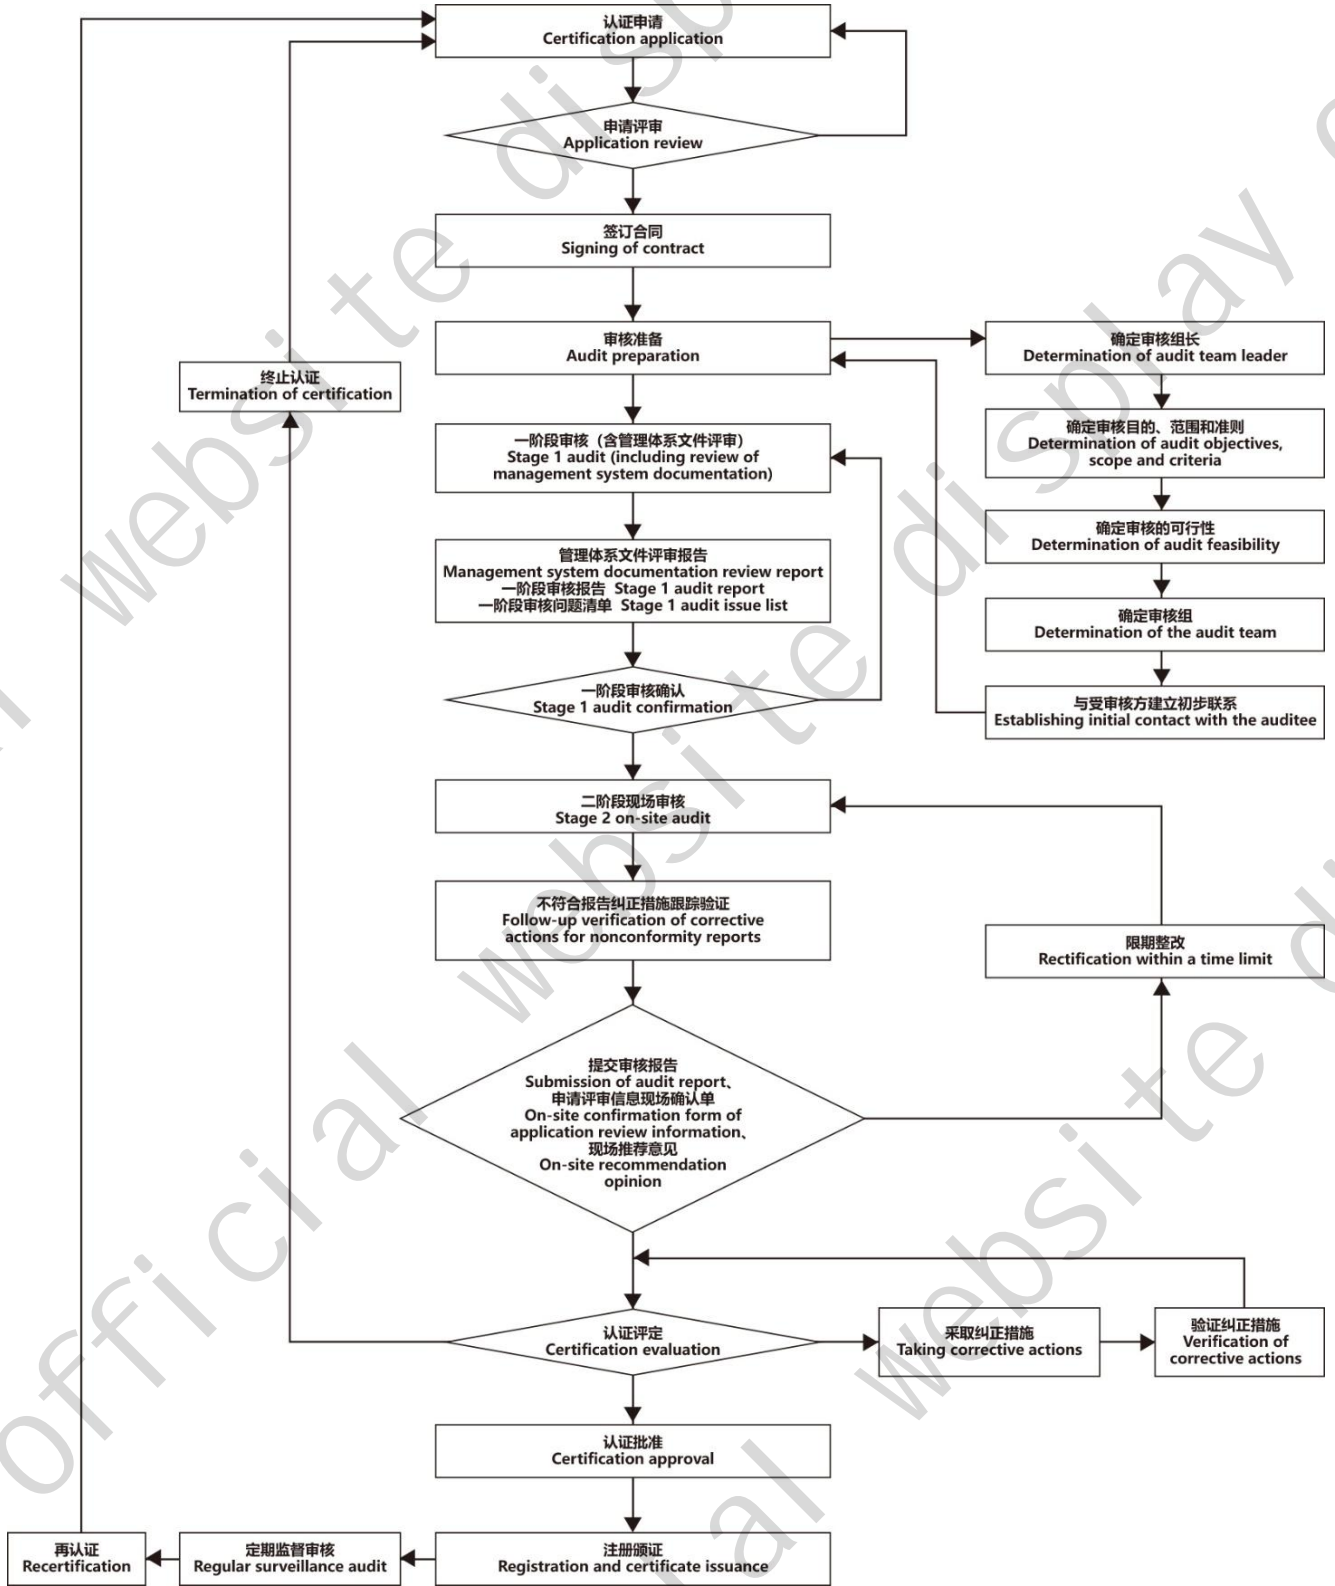 认证申请
Certification application
申请评审
Application review
签订合同
Signing of contract
审核准备
Audit preparation
确定审核组长
Determination of audit team leader
终止认证
Termination of certification
确定审核目的、范围和准则
Determination of audit objectives,
scope and criteria
一阶段审核（含管理体系文件评审）
Stage 1 audit (including review of
management system documentation)
确定审核的可行性
Determination of audit feasibility
管理体系文件评审报告
Management system documentation review report
一阶段审核报告 Stage 1 audit report
一阶段审核问题清单 Stage 1 audit issue list
确定审核组
Determination of the audit team
一阶段审核确认
Stage 1 audit confirmation
与受审核方建立初步联系
Establishing initial contact with the auditee
二阶段现场审核
Stage 2 on-site audit
不符合报告纠正措施跟踪验证
Follow-up verification of corrective
actions for nonconformity reports
限期整改
Rectification within a time limit
提交审核报告
Submission of audit report、
申请评审信息现场确认单
On-site confirmation form of
application review information、
现场推荐意见
On-site recommendation
opinion
认证评定
Certification evaluation
采取纠正措施
Taking corrective actions
验证纠正措施
Verification of
corrective actions
认证批准
Certification approval
再认证
Recertification
定期监督审核
Regular surveillance audit
注册颁证
Registration and certificate issuance
website display
official website display
website